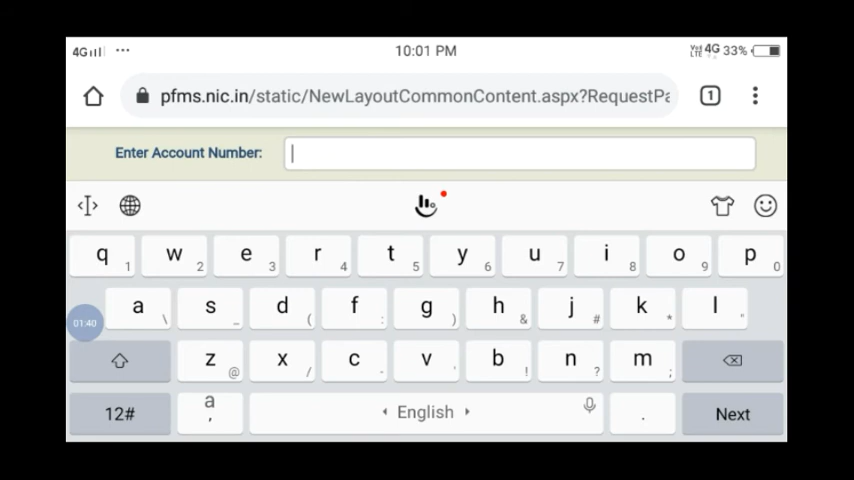 4G ... 10:01 PM VoLTE 4G 33%
pfms.nic.in/static/NewLayoutCommonContent.aspx?RequestPa 1
Enter Account Number:
q 1 w 2 e 3 r 4 t 5 y 6 u 7 i 8 o 9 p 0
01:40 a \ s _ d ( f : g ) h & j # k * l "
z @ x / c - v ' b ! n ? m ;
12# a , English . Next